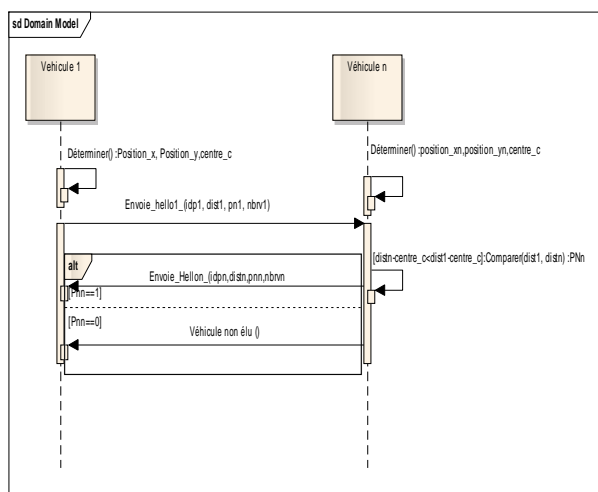 sd Domain Model
Vehicule 1
Véhicule n
Déterminer() :Position_x, Position_y,centre_c
Déterminer() :position_xn,position_yn,centre_c
Envoie_hello1_(idp1, dist1, pn1, nbrv1)
[distn-centre_c<dist1-centre_c]:Comparer(dist1, distn) :PNn
alt
Envoie_Hellon_(idpn,distn,pnn,nbrvn
[Pnn==1]
[Pnn==0]
Véhicule non élu ()